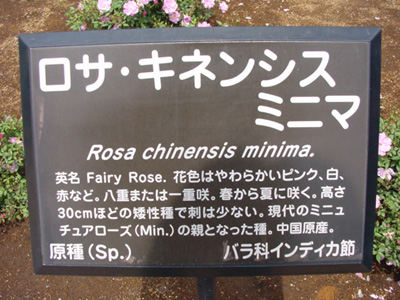 ロサ・キネンシス
ミニマ
Rosa chinensis minima.
英名 Fairy Rose. 花色はやわらかいピンク、白、
赤など。八重または一重咲。春から夏に咲く。高さ
30cmほどの矮性種で刺は少ない。現代のミニュ
チュアローズ(Min.)の親となった種。中国原産。
原種(Sp.) バラ科インディカ節